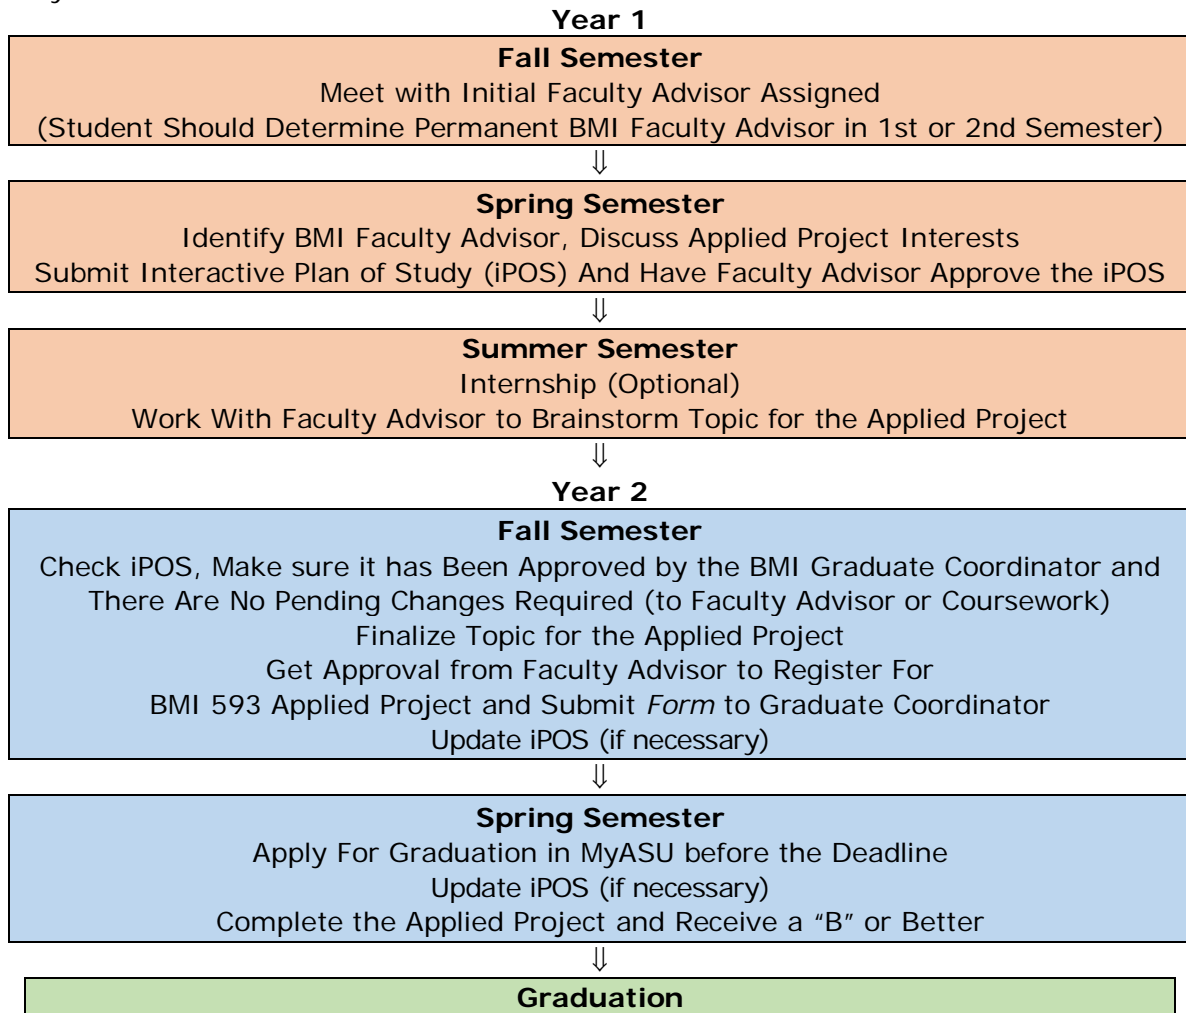 Year 1
Fall Semester
Meet with Initial Faculty Advisor Assigned
(Student Should Determine Permanent BMI Faculty Advisor in 1st or 2nd Semester)
⇓
Spring Semester
Identify BMI Faculty Advisor, Discuss Applied Project Interests
Submit Interactive Plan of Study (iPOS) And Have Faculty Advisor Approve the iPOS
⇓
Summer Semester
Internship (Optional)
Work With Faculty Advisor to Brainstorm Topic for the Applied Project
⇓
Year 2
Fall Semester
Check iPOS, Make sure it has Been Approved by the BMI Graduate Coordinator and
There Are No Pending Changes Required (to Faculty Advisor or Coursework)
Finalize Topic for the Applied Project
Get Approval from Faculty Advisor to Register For
BMI 593 Applied Project and Submit Form to Graduate Coordinator
Update iPOS (if necessary)
⇓
Spring Semester
Apply For Graduation in MyASU before the Deadline
Update iPOS (if necessary)
Complete the Applied Project and Receive a “B” or Better
⇓
Graduation